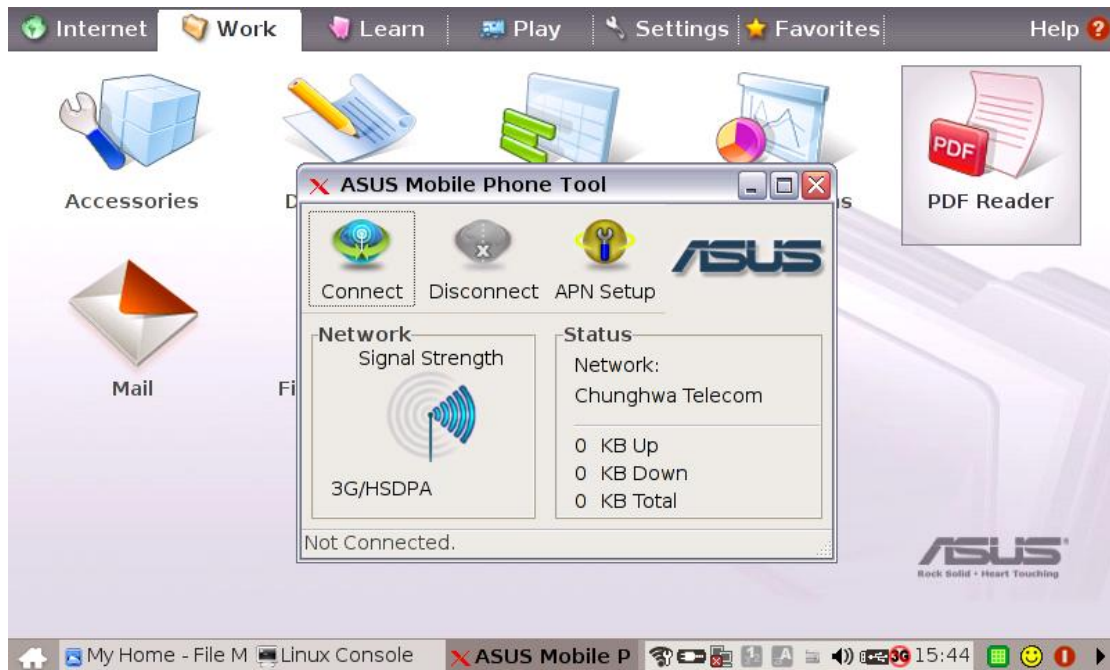 Internet Work Learn Play Settings Favorites Help
Accessories
PDF
PDF Reader
ASUS Mobile Phone Tool
Connect Disconnect APN Setup
ASUS
Network
Signal Strength
3G/HSDPA
Status
Network:
Chunghwa Telecom
0 KB Up
0 KB Down
0 KB Total
Not Connected.
Mail
ASUS
Rock Solid • Heart Touching
My Home - File M Linux Console ASUS Mobile P 3G 15:44